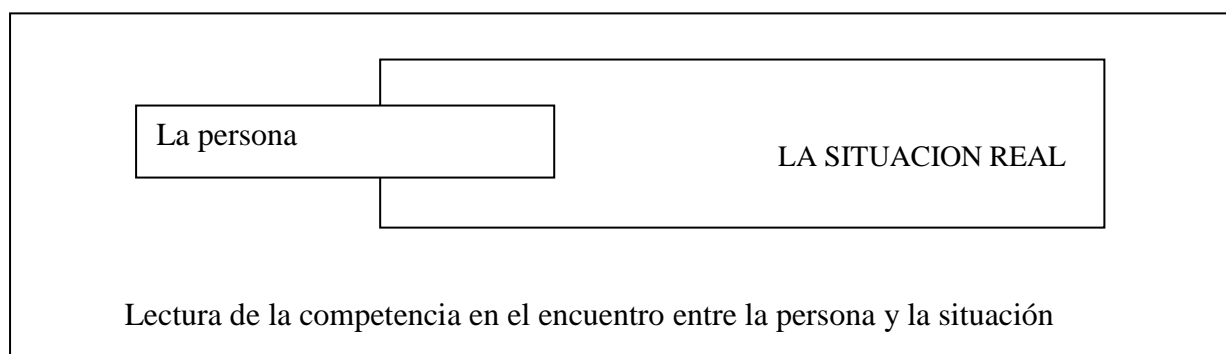 La persona
LA SITUACION REAL
Lectura de la competencia en el encuentro entre la persona y la situación